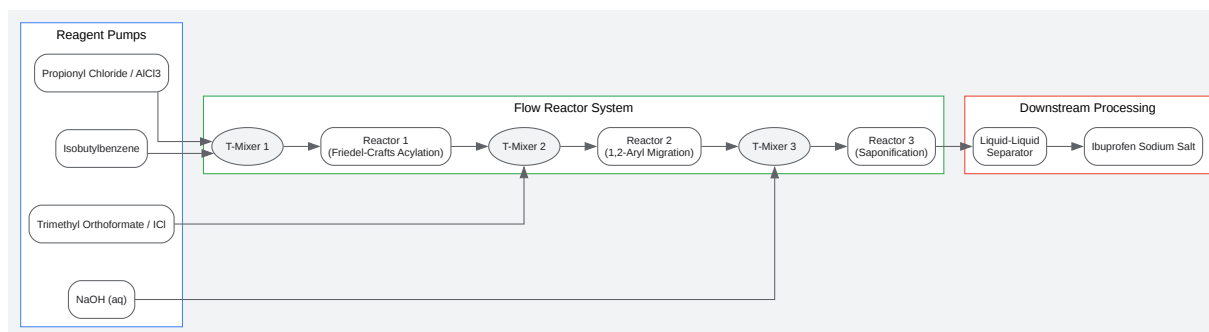 Reagent Pumps
Propionyl Chloride / AlCl3
Isobutylbenzene
Trimethyl Orthoformate / ICl
NaOH (aq)
Flow Reactor System
T-Mixer 1
Reactor 1
(Friedel-Crafts Acylation)
T-Mixer 2
Reactor 2
(1,2-Aryl Migration)
T-Mixer 3
Reactor 3
(Saponification)
Downstream Processing
Liquid-Liquid
Separator
Ibuprofen Sodium Salt